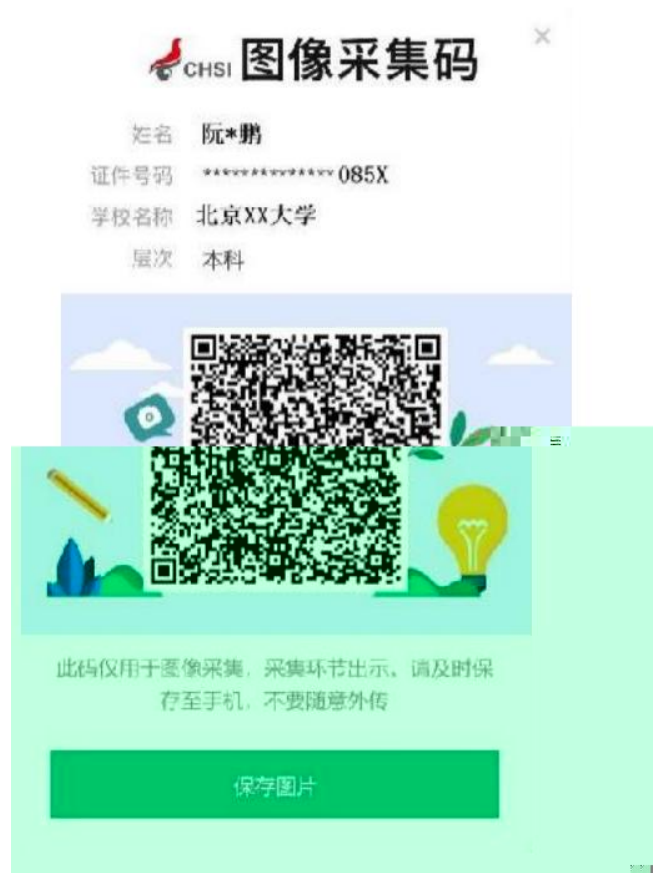 CHSI 图像采集码
姓名 阮*鹏
证件号码 **************085X
学校名称 北京XX大学
层次 本科
此码仅用于图像采集，采集环节出示，请及时保
存至手机，不要随意外传
保存图片